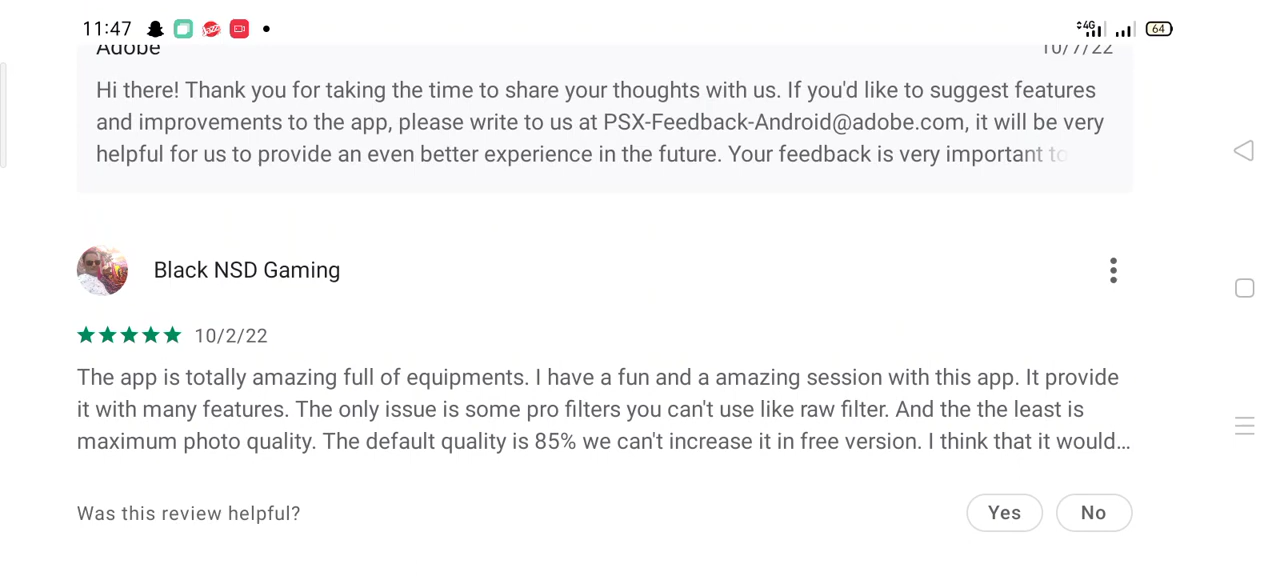 11:47 4G 64
Adobe 10/7/22
Hi there! Thank you for taking the time to share your thoughts with us. If you'd like to suggest features
and improvements to the app, please write to us at PSX-Feedback-Android@adobe.com, it will be very
helpful for us to provide an even better experience in the future. Your feedback is very important to
Black NSD Gaming
10/2/22
The app is totally amazing full of equipments. I have a fun and a amazing session with this app. It provide
it with many features. The only issue is some pro filters you can't use like raw filter. And the the least is
maximum photo quality. The default quality is 85% we can't increase it in free version. I think that it would…
Was this review helpful? Yes No